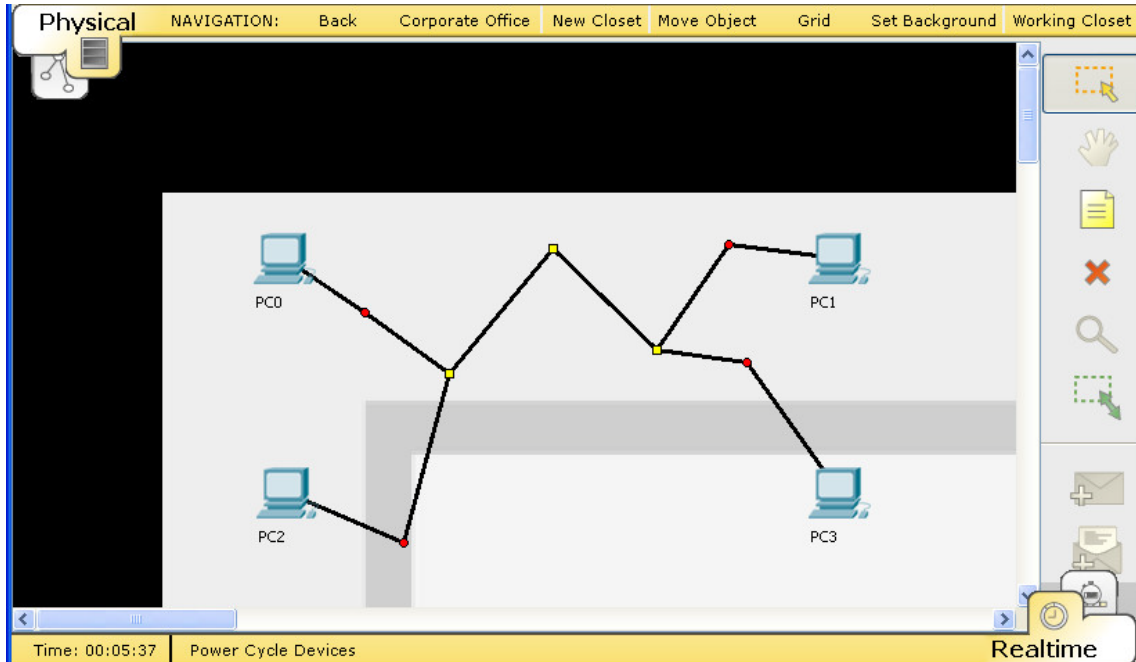 Physical NAVIGATION: Back Corporate Office New Closet Move Object Grid Set Background Working Closet
PC0 PC1
PC2 PC3
Time: 00:05:37 Power Cycle Devices Realtime